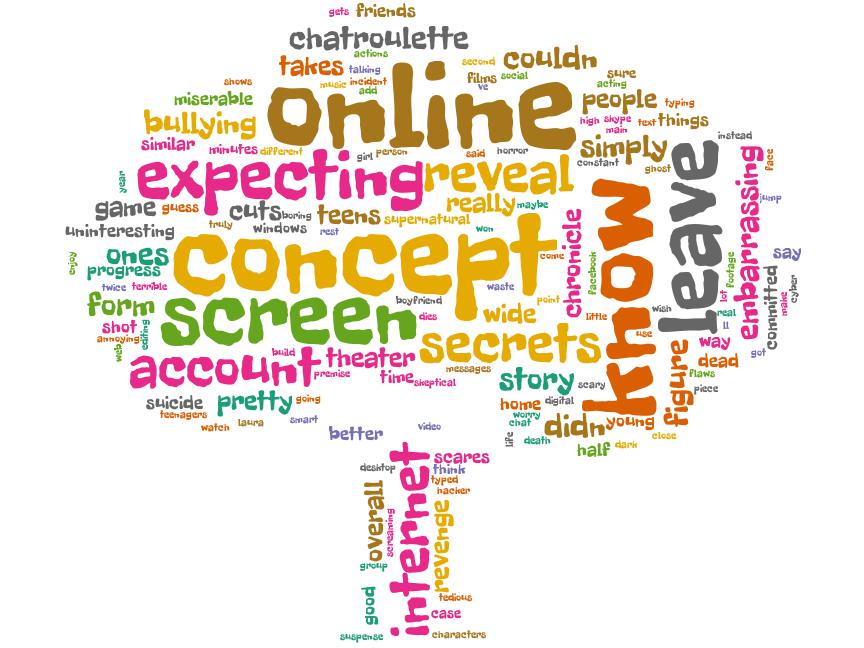 gets friends
chatroulette
actions
takes talking second couldn
shows music incident films social sure
add ve acting
miserable online people typing
bullying high skype text things
main
similar minutes different girl person said horror simply instead
constant
ghost
year expecting reveal know leave embarrassing face
game guess cuts boring teens really maybe jump
supernatural
uninteresting truly windows rest won
enjoy ones concept come chronicle facebook footage say
progress
twice terrible waste lot committed cyber
make
form screen boyfriend point wide little wish real
shot dies ll
annoying editing use way got
web secrets
account build theater messages figure dead
premise time skeptical story scary flaws
piece
suicide pretty going home digital
teenagers worry
watch laura smart chat didn young
better video life death half dark close
desktop internet scares
think
overall typed
screaming hacker
revenge
group
good tedious
case
suspense characters